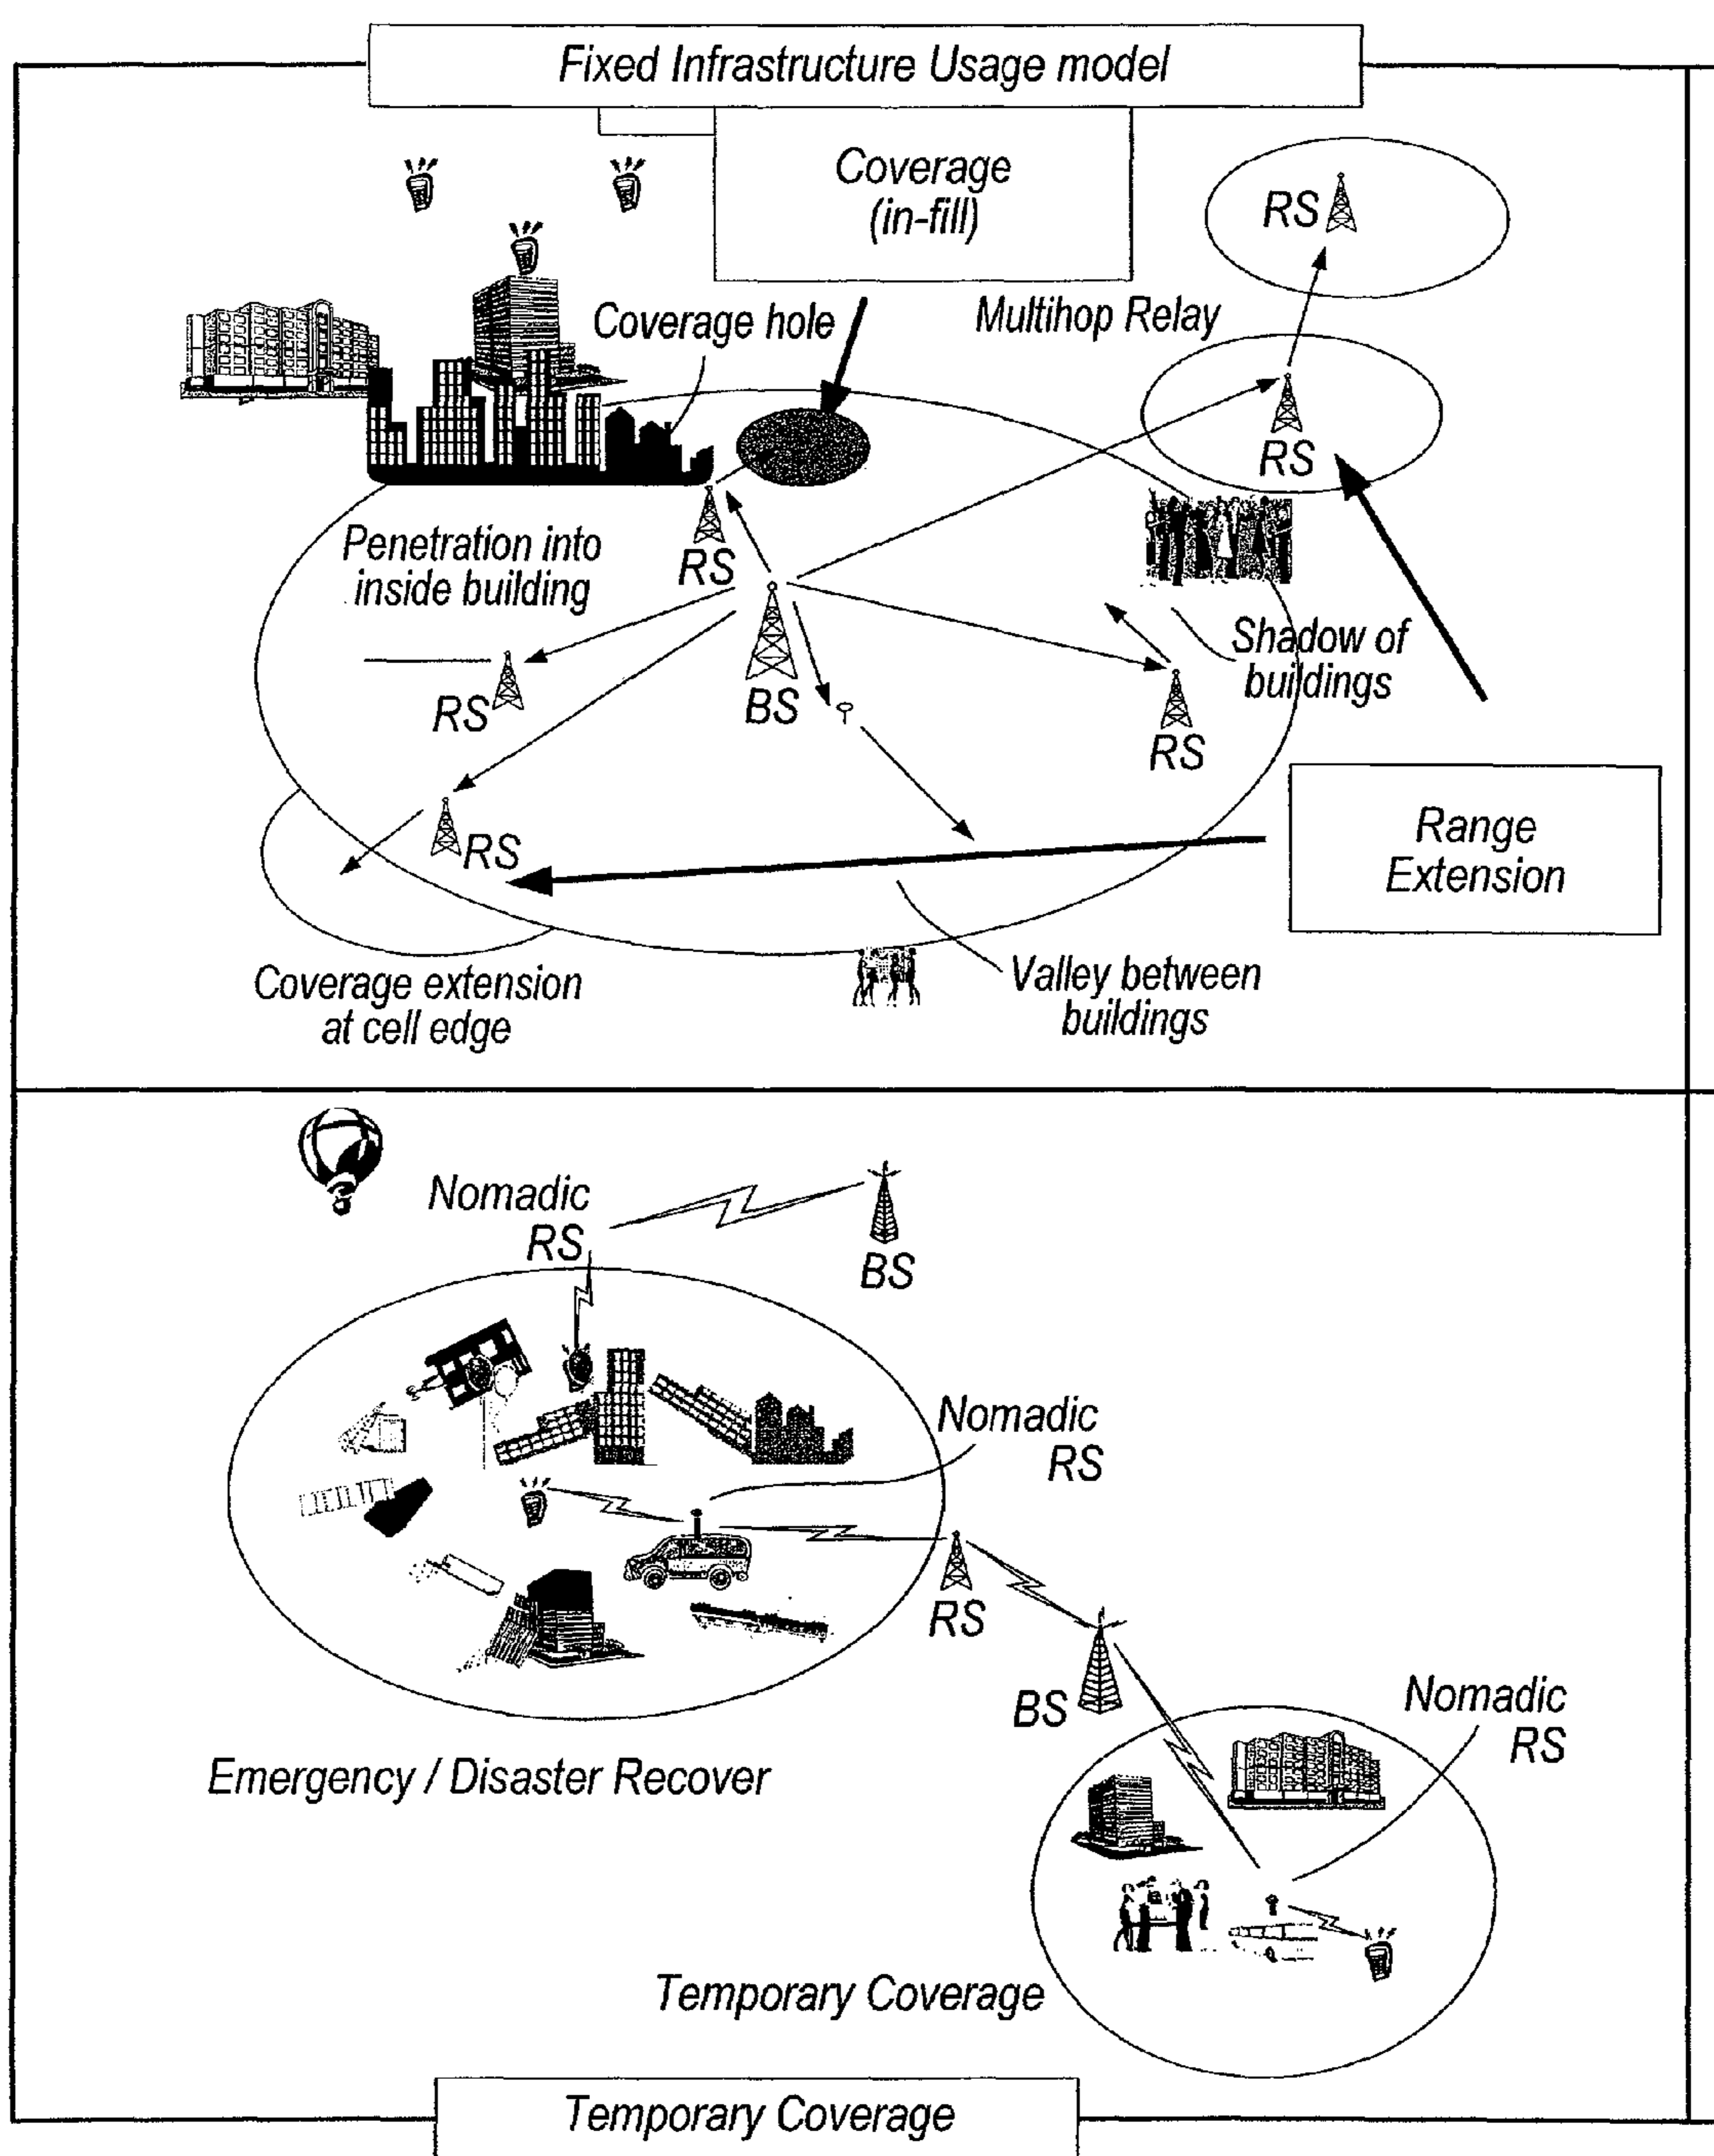 Fixed Infrastructure Usage model
Coverage
(in-fill)
RS
Coverage hole
Multihop Relay
RS
Penetration into
inside building
RS
Shadow of
buildings
RS
BS
RS
RS
Range
Extension
Coverage extension
at cell edge
Valley between
buildings
Nomadic
RS
BS
Nomadic
RS
RS
BS
Nomadic
RS
Emergency / Disaster Recover
Temporary Coverage
Temporary Coverage